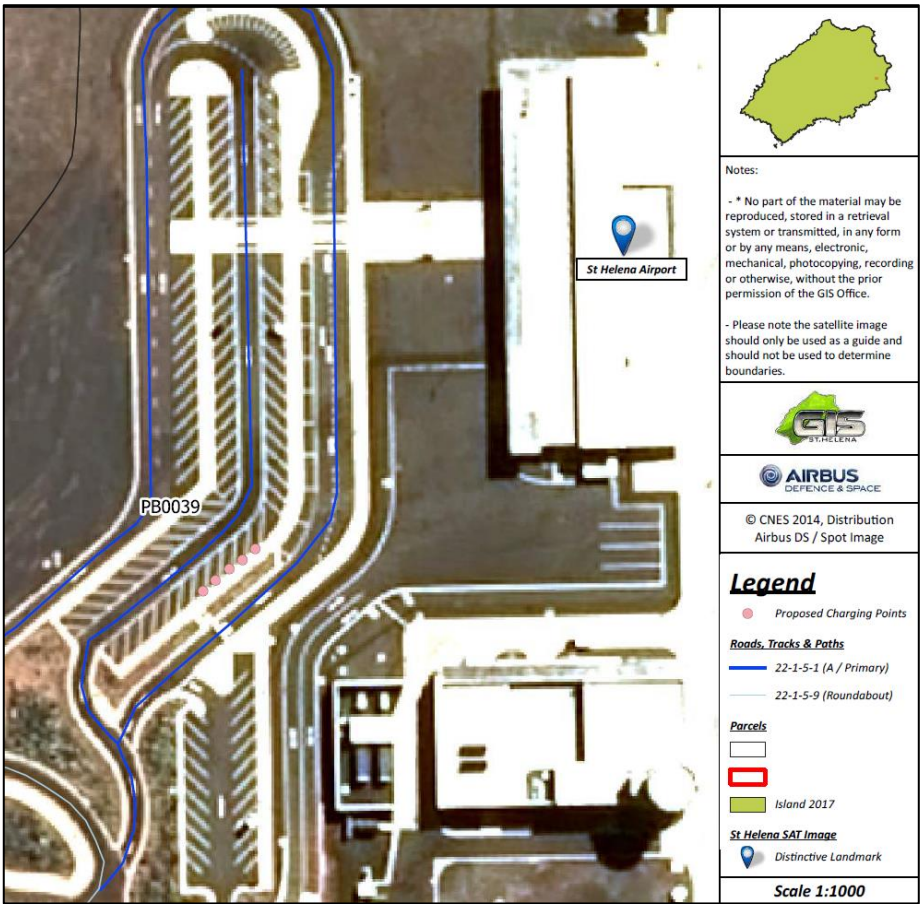 PB0039
St Helena Airport
Notes:
- * No part of the material may be
reproduced, stored in a retrieval
system or transmitted, in any form
or by any means, electronic,
mechanical, photocopying, recording
or otherwise, without the prior
permission of the GIS Office.
- Please note the satellite image
should only be used as a guide and
should not be used to determine
boundaries.
GIS
ST.HELENA
AIRBUS
DEFENCE & SPACE
© CNES 2014, Distribution
Airbus DS / Spot Image
Legend
Proposed Charging Points
Roads, Tracks & Paths
22-1-5-1 (A / Primary)
22-1-5-9 (Roundabout)
Parcels
Island 2017
St Helena SAT Image
Distinctive Landmark
Scale 1:1000